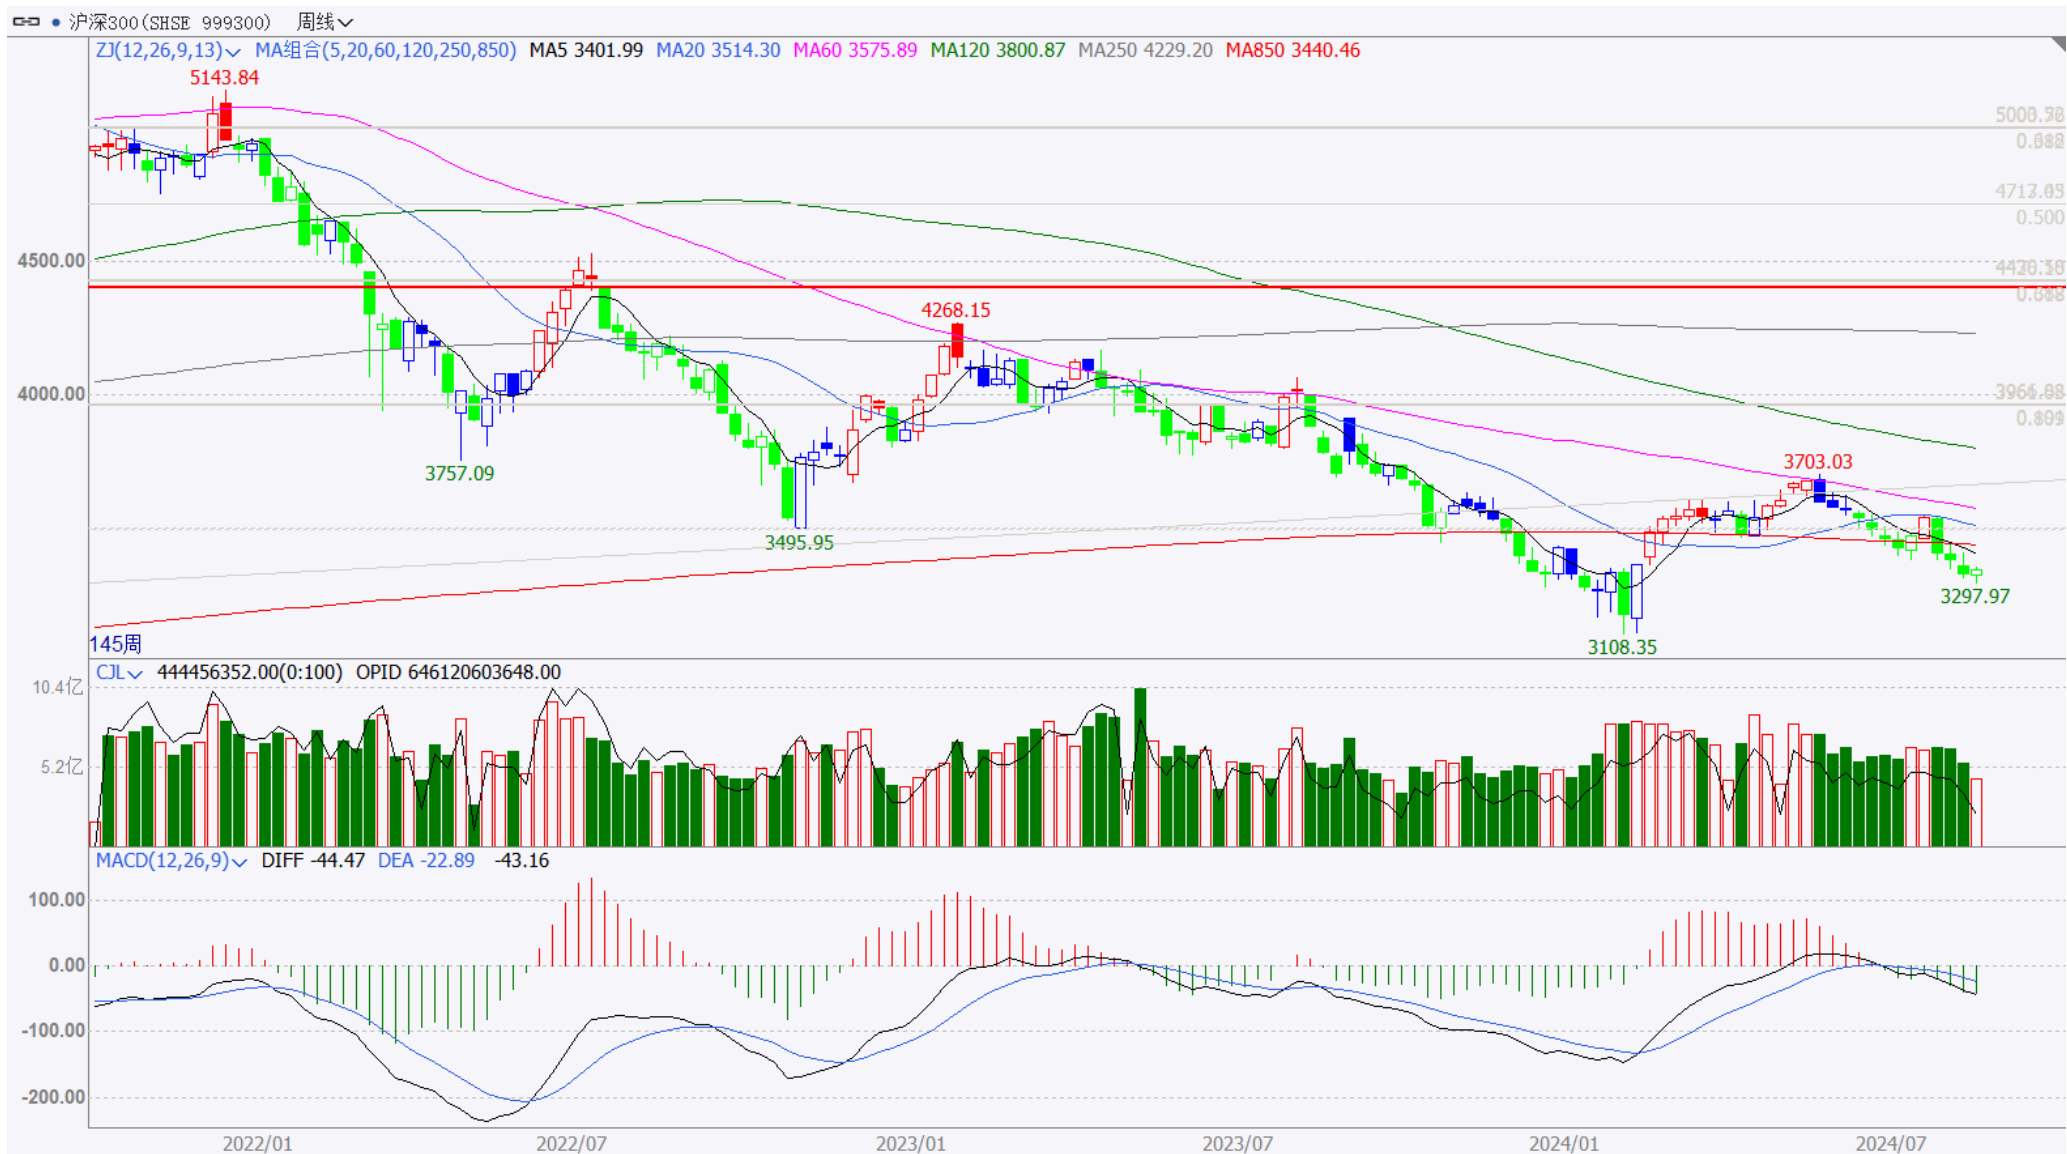 沪深300(SHSE 999300) 周线
ZJ(12,26,9,13) MA组合(5,20,60,120,250,850) MA5 3401.99 MA20 3514.30 MA60 3575.89 MA120 3800.87 MA250 4229.20 MA850 3440.46
5143.84
0.500
4500.00
4268.15
4000.00
3703.03
3757.09
3495.95
3297.97
145周
3108.35
CJL 444456352.00(0:100) OPID 646120603648.00
10.4亿
5.2亿
MACD(12,26,9) DIFF -44.47 DEA -22.89 -43.16
100.00
0.00
-100.00
-200.00
2022/01 2022/07 2023/01 2023/07 2024/01 2024/07